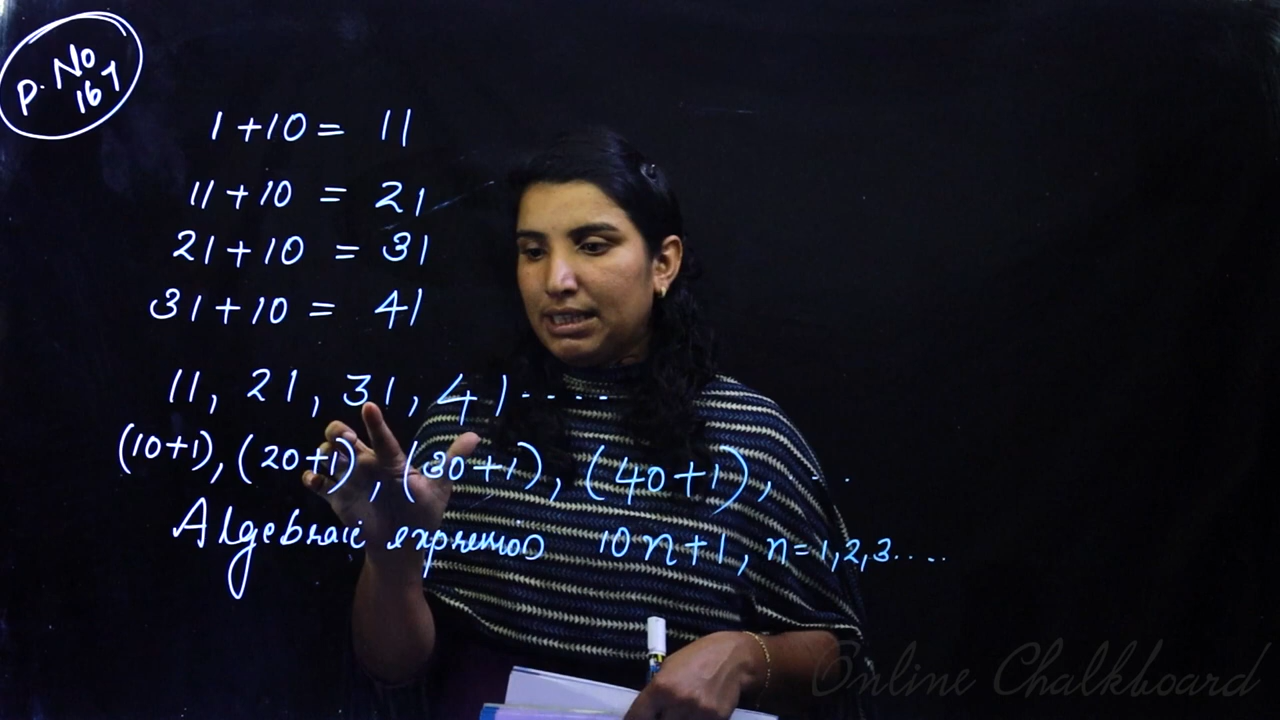 P. No
167
1 + 10 = 11
11 + 10 = 21
21 + 10 = 31
31 + 10 = 41
11, 21, 31, 41 . . . .
(10+1), (20+1), (30+1), (40+1), . .
Algebraic expression 10n+1, n = 1,2,3....
Online Chalkboard